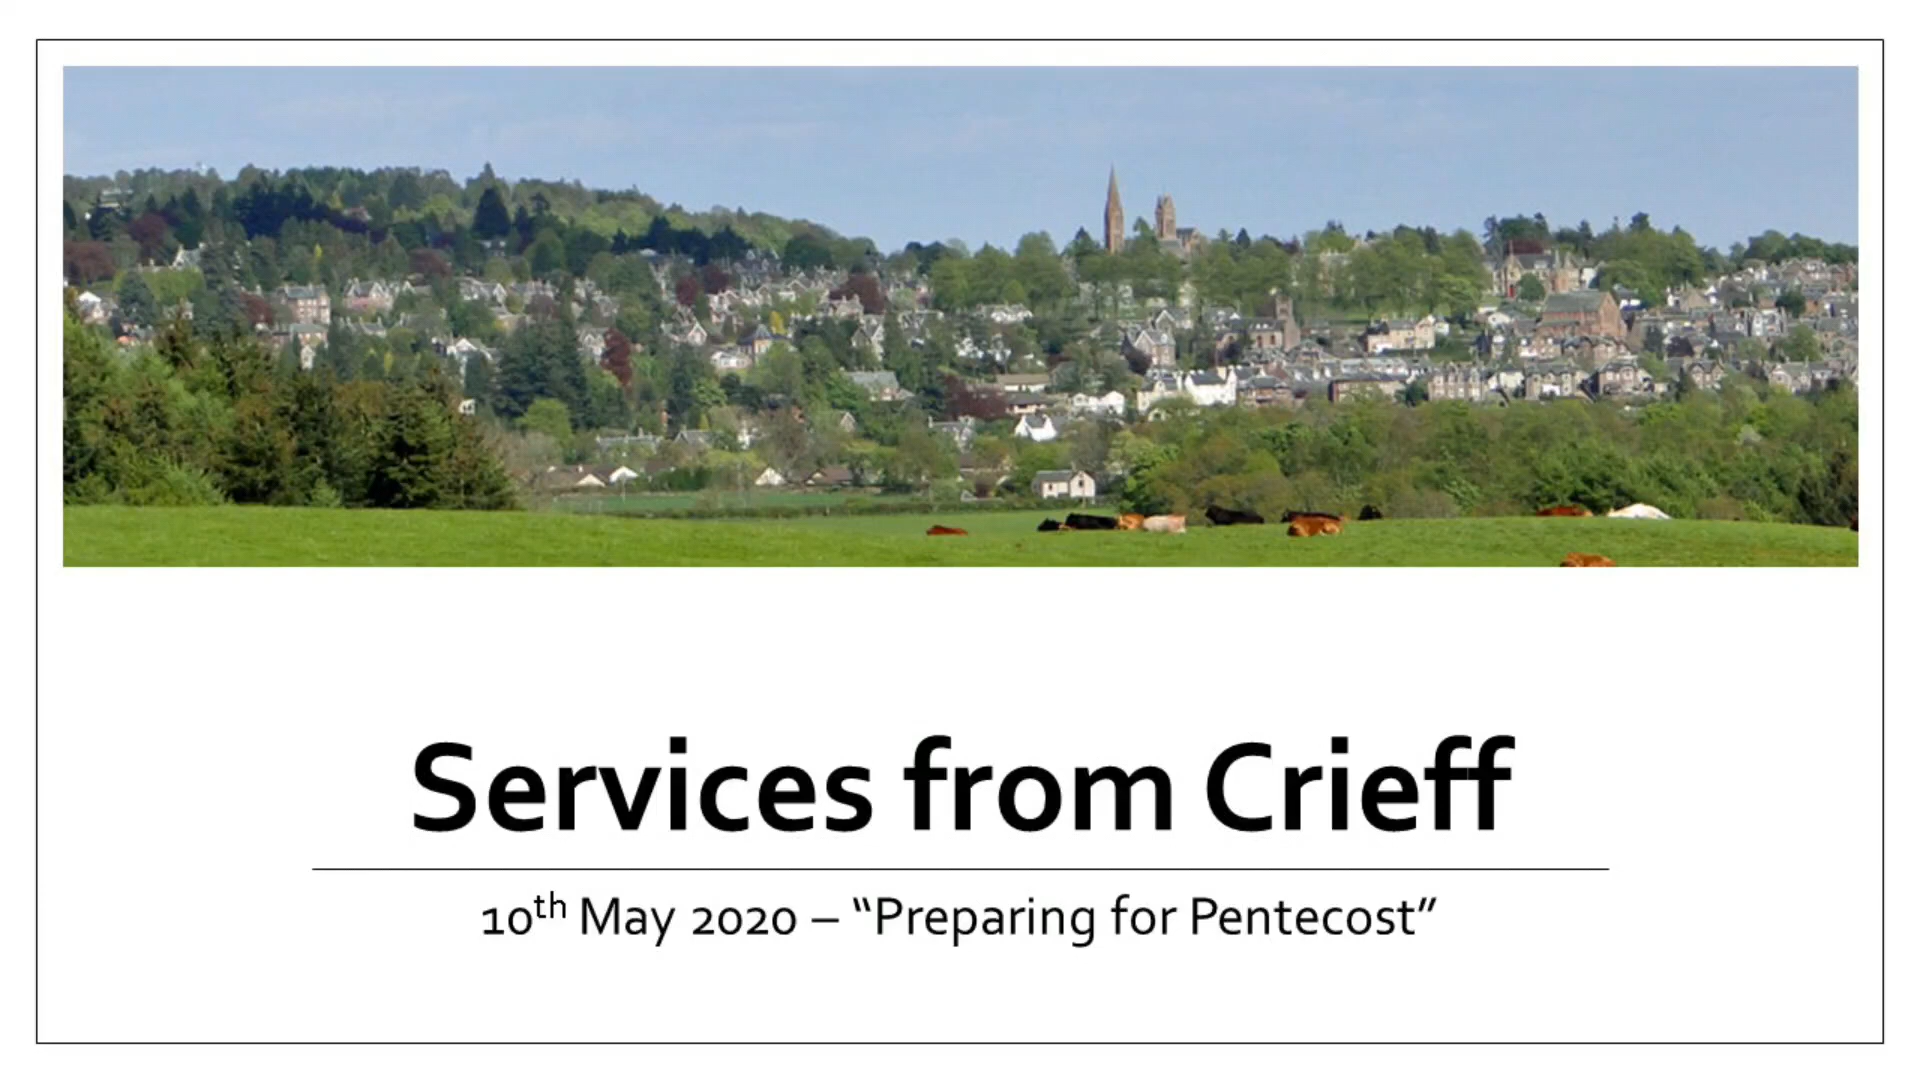 Services from Crieff
10th May 2020 – “Preparing for Pentecost”